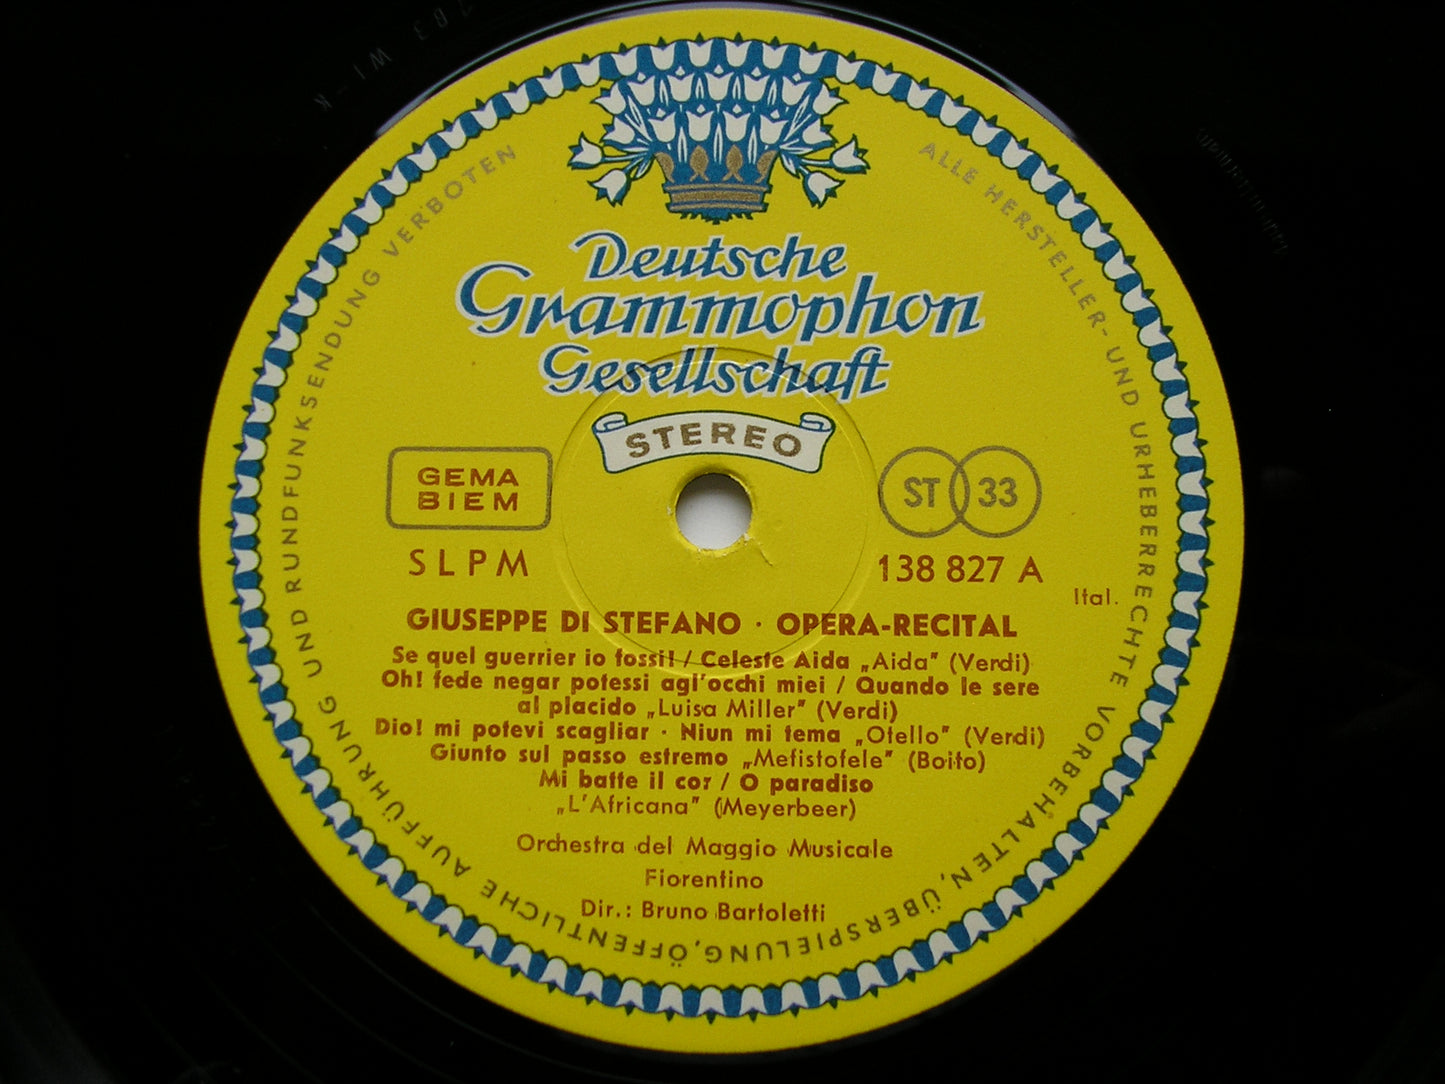 Deutsche
Grammophon
Gesellschaft
STEREO
GEMA
BIEM
ST 33
SLPM
138 827 A
Ital.
GIUSEPPE DI STEFANO · OPERA-RECITAL
Se quel guerrier io fossi! / Celeste Aida „Aida" (Verdi)
Oh! fede negar potessi agl'occhi miei / Quando le sere
al placido „Luisa Miller" (Verdi)
Dio! mi potevi scagliar · Niun mi tema „Otello" (Verdi)
Giunto sul passo estremo „Mefistofele" (Boito)
Mi batte il cor / O paradiso
„L'Africana" (Meyerbeer)
Orchestra del Maggio Musicale
Fiorentino
Dir.: Bruno Bartoletti
ALLE HERSTELLER- UND URHEBERRECHTE VORBEHALTEN, ÜBERSPIELUNG, ÖFFENTLICHE AUFFÜHRUNG UND RUNDFUNKSENDUNG VERBOTEN